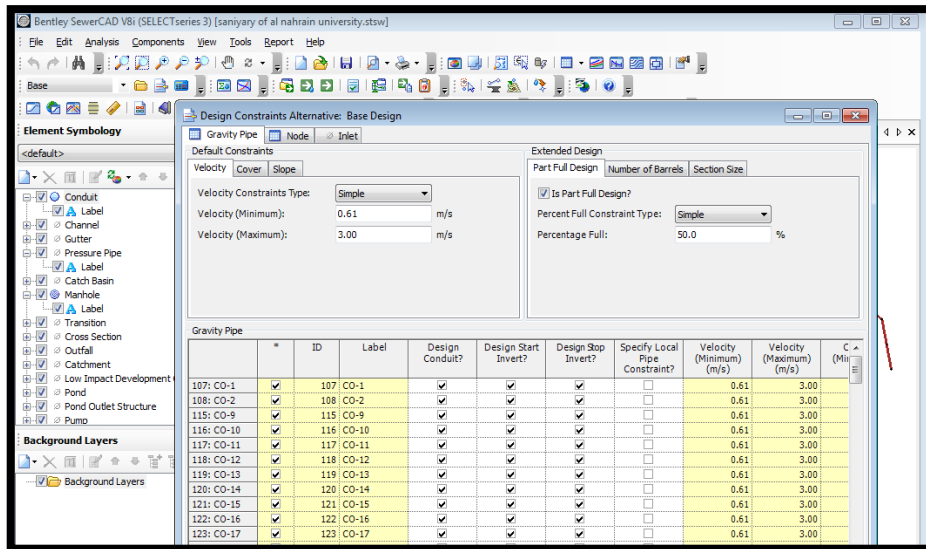 Bentley SewerCAD V8i (SELECTseries 3) [saniyary of al nahrain university.stsw]
File Edit Analysis Components View Tools Report Help
Base
Element Symbology
<default>
Conduit
Label
Channel
Gutter
Pressure Pipe
Label
Catch Basin
Manhole
Label
Transition
Cross Section
Outfall
Catchment
Low Impact Development
Pond
Pond Outlet Structure
Pump
Background Layers
Background Layers
Design Constraints Alternative: Base Design
Gravity Pipe Node Inlet
Default Constraints
Velocity Cover Slope
Velocity Constraints Type: Simple
Velocity (Minimum): 0.61 m/s
Velocity (Maximum): 3.00 m/s
Extended Design
Part Full Design Number of Barrels Section Size
Is Part Full Design?
Percent Full Constraint Type: Simple
Percentage Full: 50.0 %
Gravity Pipe
* ID Label Design Conduit? Design Start Invert? Design Stop Invert? Specify Local Pipe Constraint? Velocity (Minimum) (m/s) Velocity (Maximum) (m/s)
107: CO-1 107 CO-1 0.61 3.00
108: CO-2 108 CO-2 0.61 3.00
115: CO-9 115 CO-9 0.61 3.00
116: CO-10 116 CO-10 0.61 3.00
117: CO-11 117 CO-11 0.61 3.00
118: CO-12 118 CO-12 0.61 3.00
119: CO-13 119 CO-13 0.61 3.00
120: CO-14 120 CO-14 0.61 3.00
121: CO-15 121 CO-15 0.61 3.00
122: CO-16 122 CO-16 0.61 3.00
123: CO-17 123 CO-17 0.61 3.00